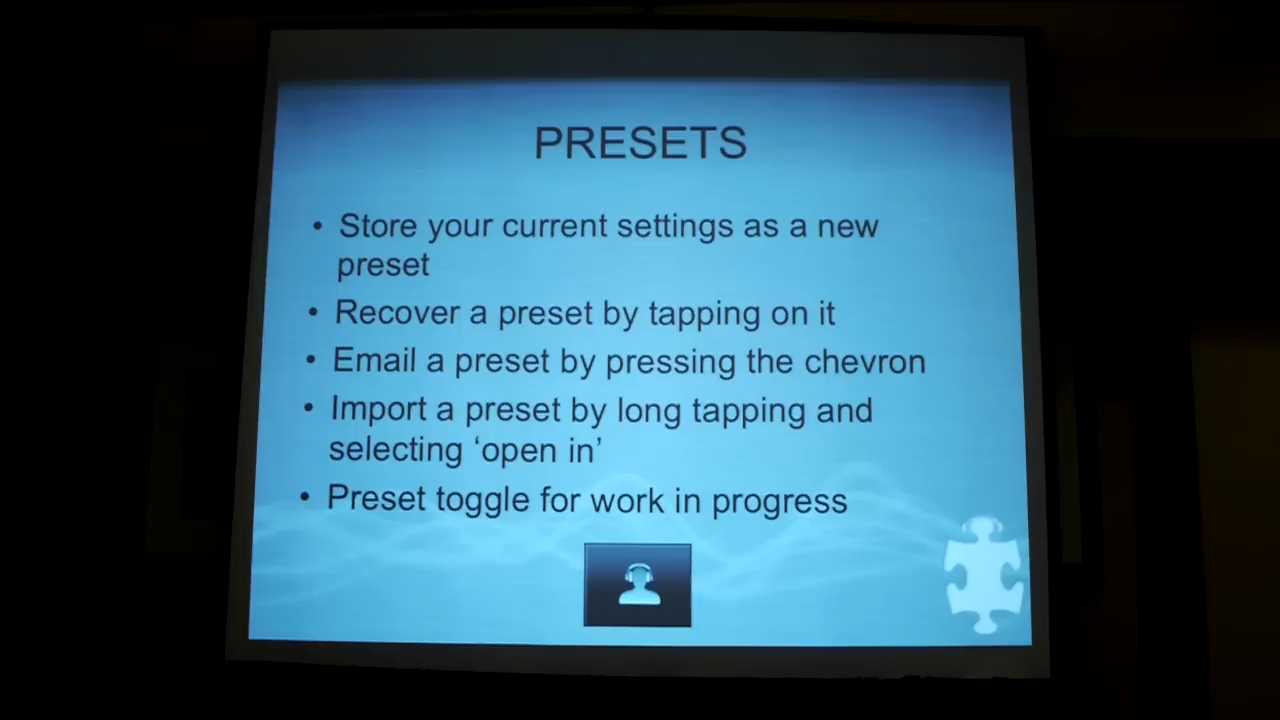 PRESETS
• Store your current settings as a new
preset
• Recover a preset by tapping on it
• Email a preset by pressing the chevron
• Import a preset by long tapping and
selecting ‘open in’
• Preset toggle for work in progress